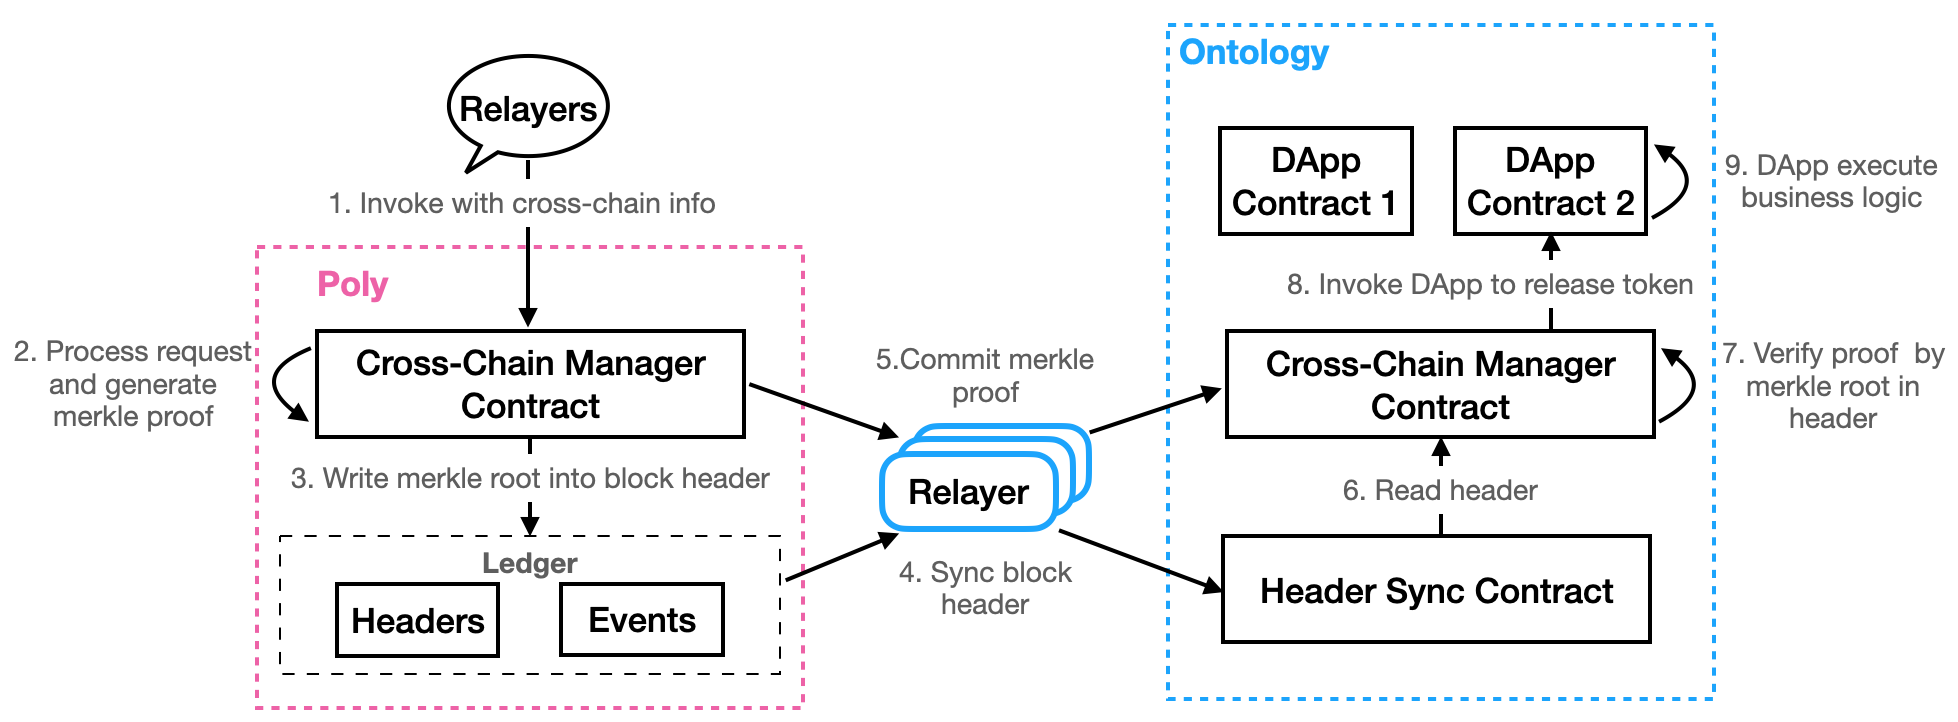 Relayers
1. Invoke with cross-chain info
Poly
2. Process request
and generate
merkle proof
Cross-Chain Manager
Contract
3. Write merkle root into block header
Ledger
Headers
Events
5.Commit merkle
proof
Relayer
4. Sync block
header
Ontology
DApp
Contract 1
DApp
Contract 2
9. DApp execute
business logic
8. Invoke DApp to release token
Cross-Chain Manager
Contract
7. Verify proof  by
merkle root in
header
6. Read header
Header Sync Contract